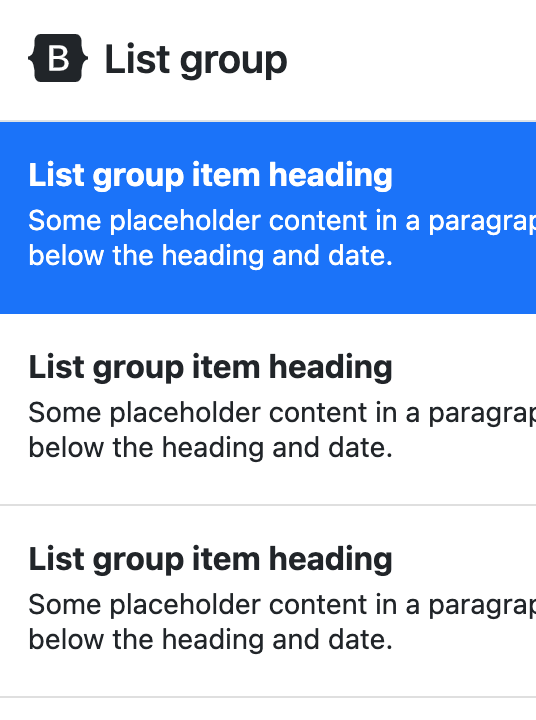 B List group
List group item heading
Some placeholder content in a paragrap
below the heading and date.
List group item heading
Some placeholder content in a paragrap
below the heading and date.
List group item heading
Some placeholder content in a paragrap
below the heading and date.